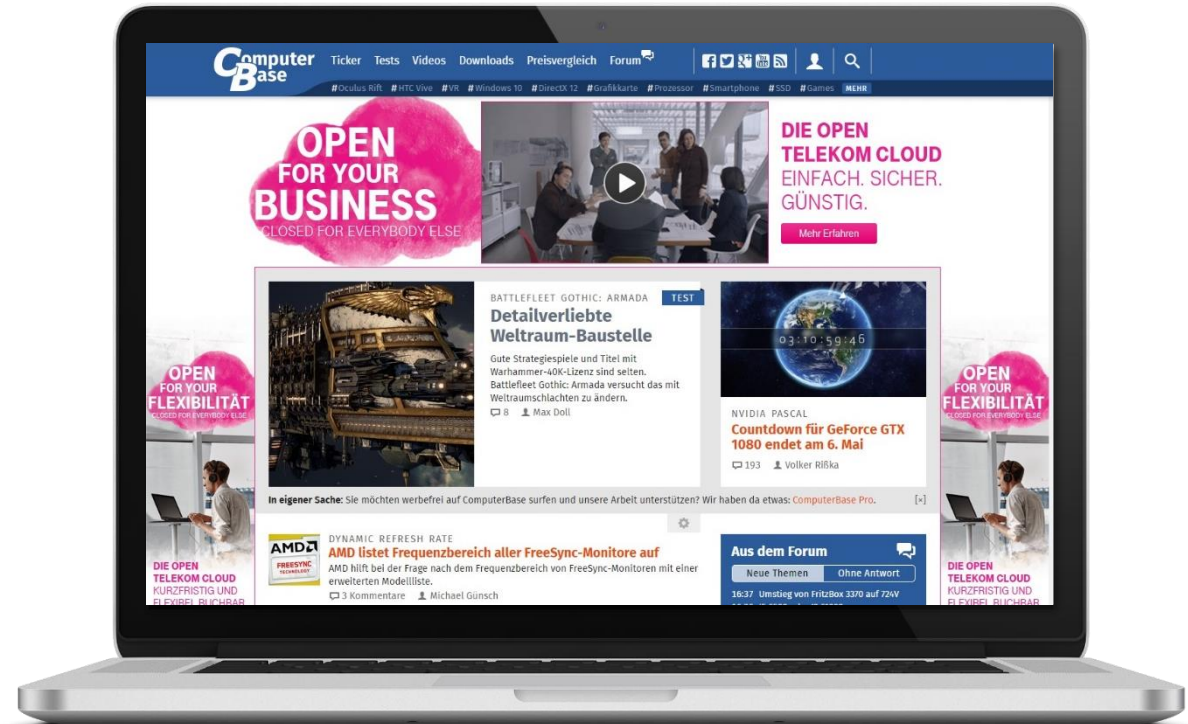 ComputerBase
Ticker Tests Videos Downloads Preisvergleich Forum
#Oculus Rift #HTC Vive #VR #Windows 10 #DirectX 12 #Grafikkarte #Prozessor #Smartphone #SSD #Games MEHR
OPEN
FOR YOUR
BUSINESS
CLOSED FOR EVERYBODY ELSE
DIE OPEN
TELEKOM CLOUD
EINFACH. SICHER.
GÜNSTIG.
Mehr Erfahren
BATTLEFLEET GOTHIC: ARMADA TEST
Detailverliebte
Weltraum-Baustelle
Gute Strategiespiele und Titel mit
Warhammer-40K-Lizenz sind selten.
Battlefleet Gothic: Armada versucht das mit
Weltraumschlachten zu ändern.
8 Max Doll
03:10:59:46
NVIDIA PASCAL
Countdown für GeForce GTX
1080 endet am 6. Mai
193 Volker Rißka
OPEN
FOR YOUR
FLEXIBILITÄT
CLOSED FOR EVERYBODY ELSE
DIE OPEN
TELEKOM CLOUD
KURZFRISTIG UND
FLEXIBEL BUCHBAR
OPEN
FOR YOUR
FLEXIBILITÄT
CLOSED FOR EVERYBODY ELSE
DIE OPEN
TELEKOM CLOUD
KURZFRISTIG UND
FLEXIBEL BUCHBAR
In eigener Sache: Sie möchten werbefrei auf ComputerBase surfen und unsere Arbeit unterstützen? Wir haben da etwas: ComputerBase Pro. [×]
AMD
FREESYNC
TECHNOLOGY
DYNAMIC REFRESH RATE
AMD listet Frequenzbereich aller FreeSync-Monitore auf
AMD hilft bei der Frage nach dem Frequenzbereich von FreeSync-Monitoren mit einer
erweiterten Modellliste.
3 Kommentare Michael Günsch
Aus dem Forum
Neue Themen Ohne Antwort
16:37 Umstieg von FritzBox 3370 auf 724V